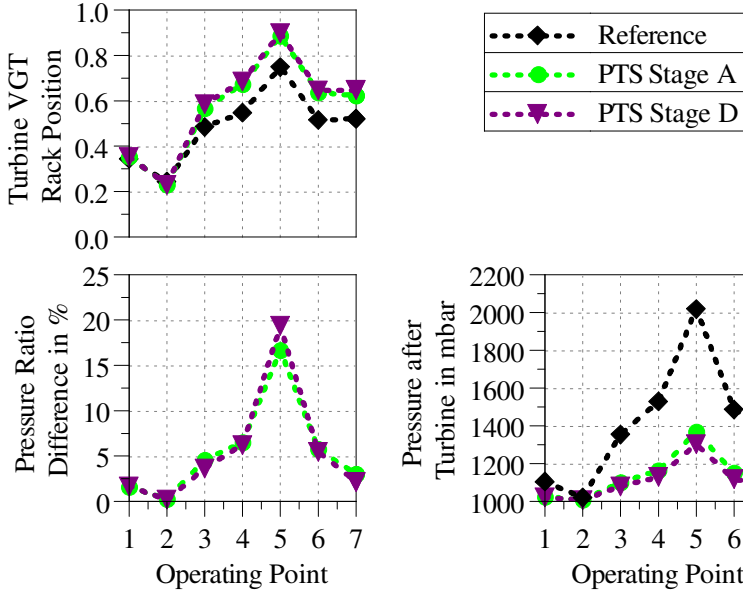 Turbine VGT
Rack Position
1.0
0.8
0.6
0.4
0.2
0.0
Reference
PTS Stage A
PTS Stage D
Pressure Ratio
Difference in %
25
20
15
10
5
0
1 2 3 4 5 6 7
Operating Point
Pressure after
Turbine in mbar
2200
2000
1800
1600
1400
1200
1000
1 2 3 4 5 6
Operating Point